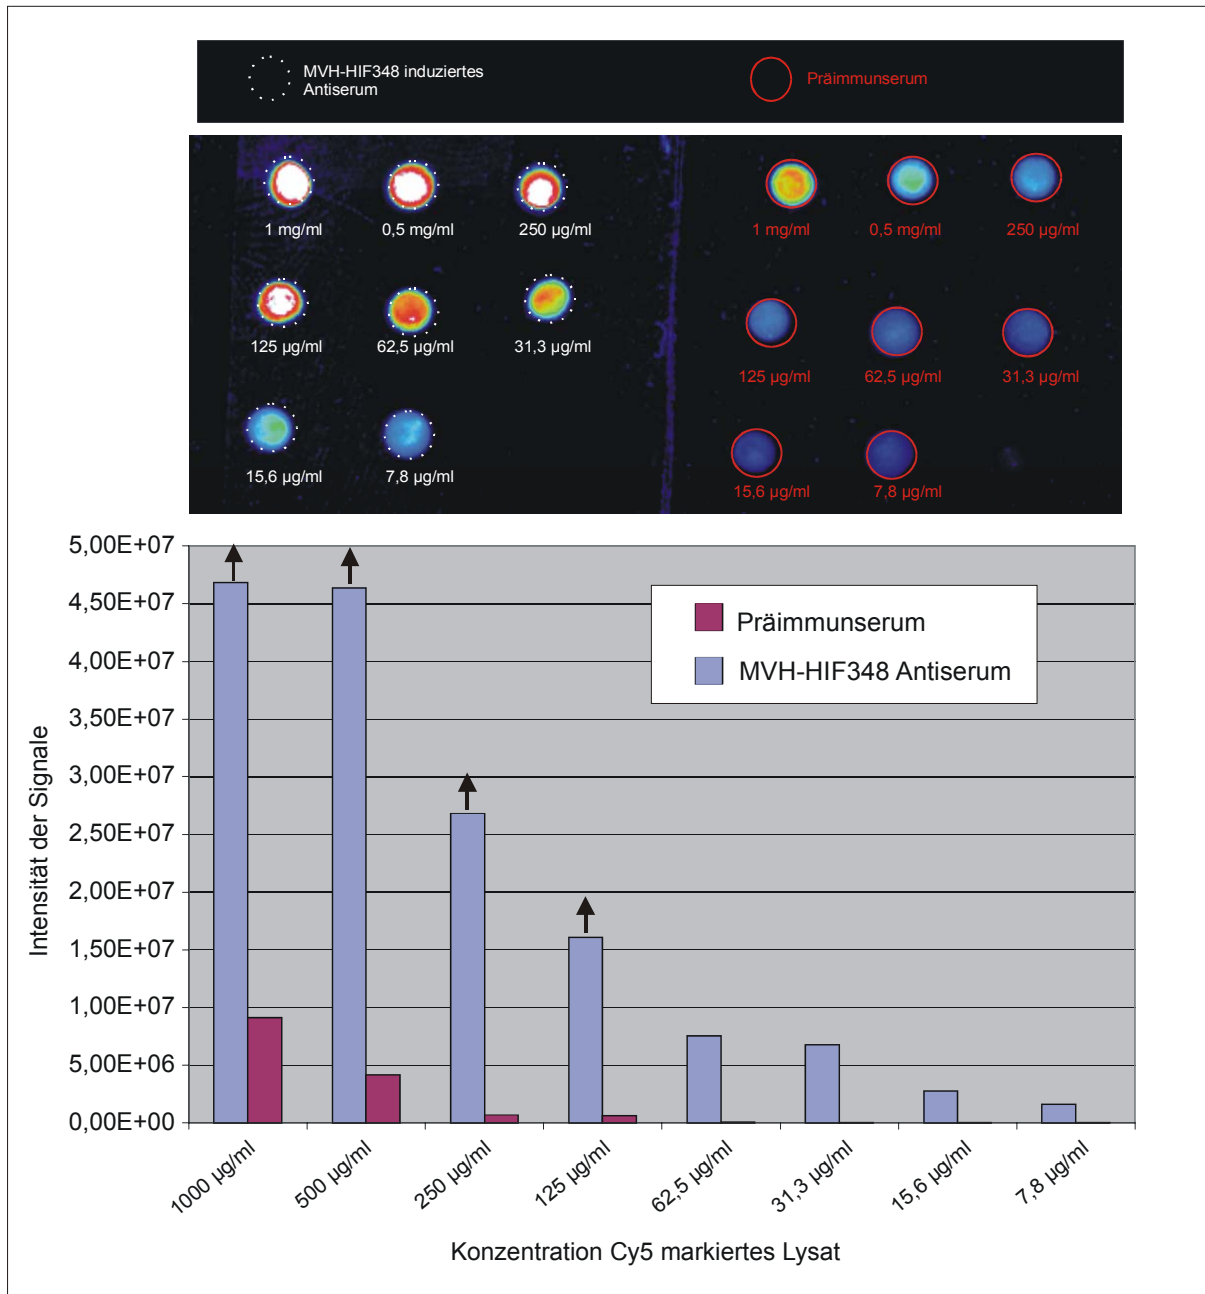 MVH-HIF348 induziertes
Antiserum
Präimmunserum
1 mg/ml
0,5 mg/ml
250 µg/ml
1 mg/ml
0,5 mg/ml
250 µg/ml
125 µg/ml
62,5 µg/ml
31,3 µg/ml
125 µg/ml
62,5 µg/ml
31,3 µg/ml
15,6 µg/ml
7,8 µg/ml
15,6 µg/ml
7,8 µg/ml
5,00E+07
4,50E+07
4,00E+07
3,50E+07
3,00E+07
2,50E+07
2,00E+07
1,50E+07
1,00E+07
5,00E+06
0,00E+00
Intensität der Signale
Präimmunserum
MVH-HIF348 Antiserum
1000 µg/ml
500 µg/ml
250 µg/ml
125 µg/ml
62,5 µg/ml
31,3 µg/ml
15,6 µg/ml
7,8 µg/ml
Konzentration Cy5 markiertes Lysat